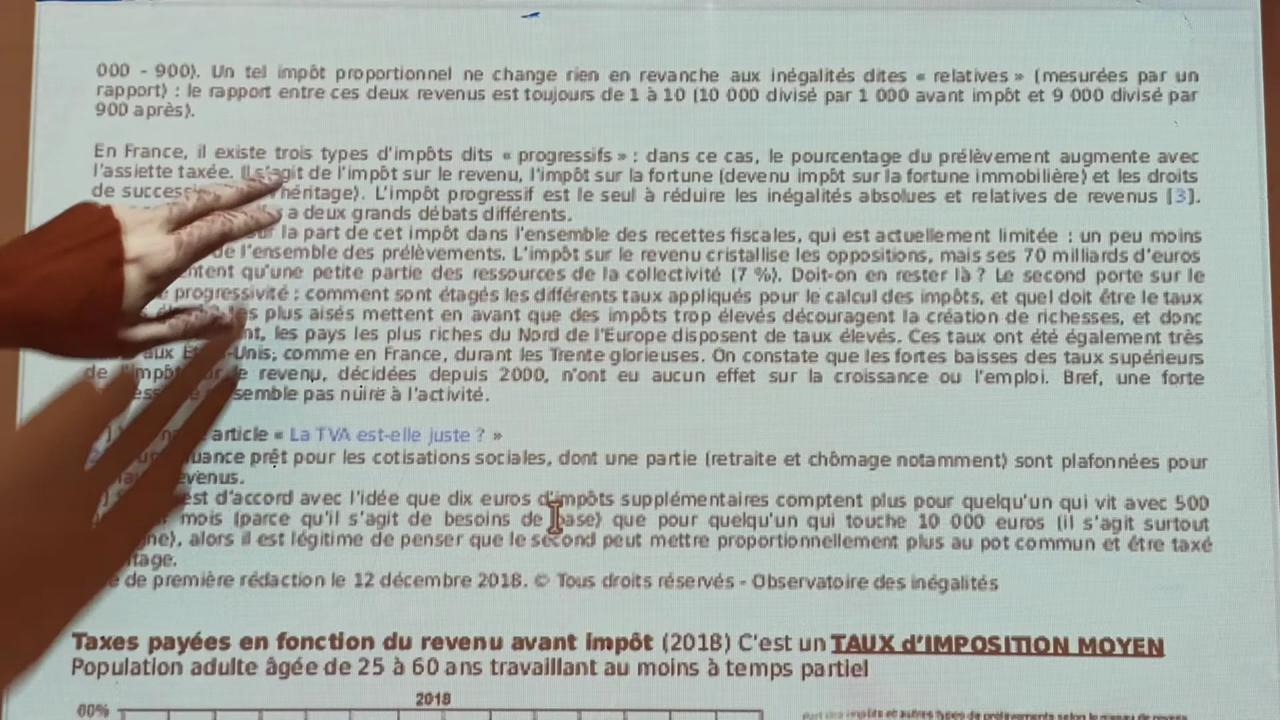 000 - 900). Un tel impôt proportionnel ne change rien en revanche aux inégalités dites « relatives » (mesurées par un
rapport) : le rapport entre ces deux revenus est toujours de 1 à 10 (10 000 divisé par 1 000 avant impôt et 9 000 divisé par
900 après).
En France, il existe trois types d'impôts dits « progressifs » : dans ce cas, le pourcentage du prélèvement augmente avec
l'assiette taxée. Il s'agit de l'impôt sur le revenu, l'impôt sur la fortune (devenu impôt sur la fortune immobilière) et les droits
de héritage). L'impôt progressif est le seul à réduire les inégalités absolues et relatives de revenus [3].
a deux grands débats différents.
la part de cet impôt dans l'ensemble des recettes fiscales, qui est actuellement limitée : un peu moins
de l'ensemble des prélèvements. L'impôt sur le revenu cristallise les oppositions, mais ses 70 milliards d'euros
qu'une petite partie des ressources de la collectivité (7 %). Doit-on en rester là ? Le second porte sur le
progressivité : comment sont étagés les différents taux appliqués pour le calcul des impôts, et quel doit être le taux
plus aisés mettent en avant que des impôts trop élevés découragent la création de richesses, et donc
les pays les plus riches du Nord de l'Europe disposent de taux élevés. Ces taux ont été également très
aux États-Unis, comme en France, durant les Trente glorieuses. On constate que les fortes baisses des taux supérieurs
de l'impôt sur le revenu, décidées depuis 2000, n'ont eu aucun effet sur la croissance ou l'emploi. Bref, une forte
semble pas nuire à l'activité.
article « La TVA est-elle juste ? »
prêt pour les cotisations sociales, dont une partie (retraite et chômage notamment) sont plafonnées pour
est d'accord avec l'idée que dix euros d'impôts supplémentaires comptent plus pour quelqu'un qui vit avec 500
mois (parce qu'il s'agit de besoins de base) que pour quelqu'un qui touche 10 000 euros (il s'agit surtout
alors il est légitime de penser que le second peut mettre proportionnellement plus au pot commun et être taxé
de première rédaction le 12 décembre 2018. © Tous droits réservés - Observatoire des inégalités
Taxes payées en fonction du revenu avant impôt (2018) C'est un TAUX d'IMPOSITION MOYEN
Population adulte âgée de 25 à 60 ans travaillant au moins à temps partiel
2018
60%